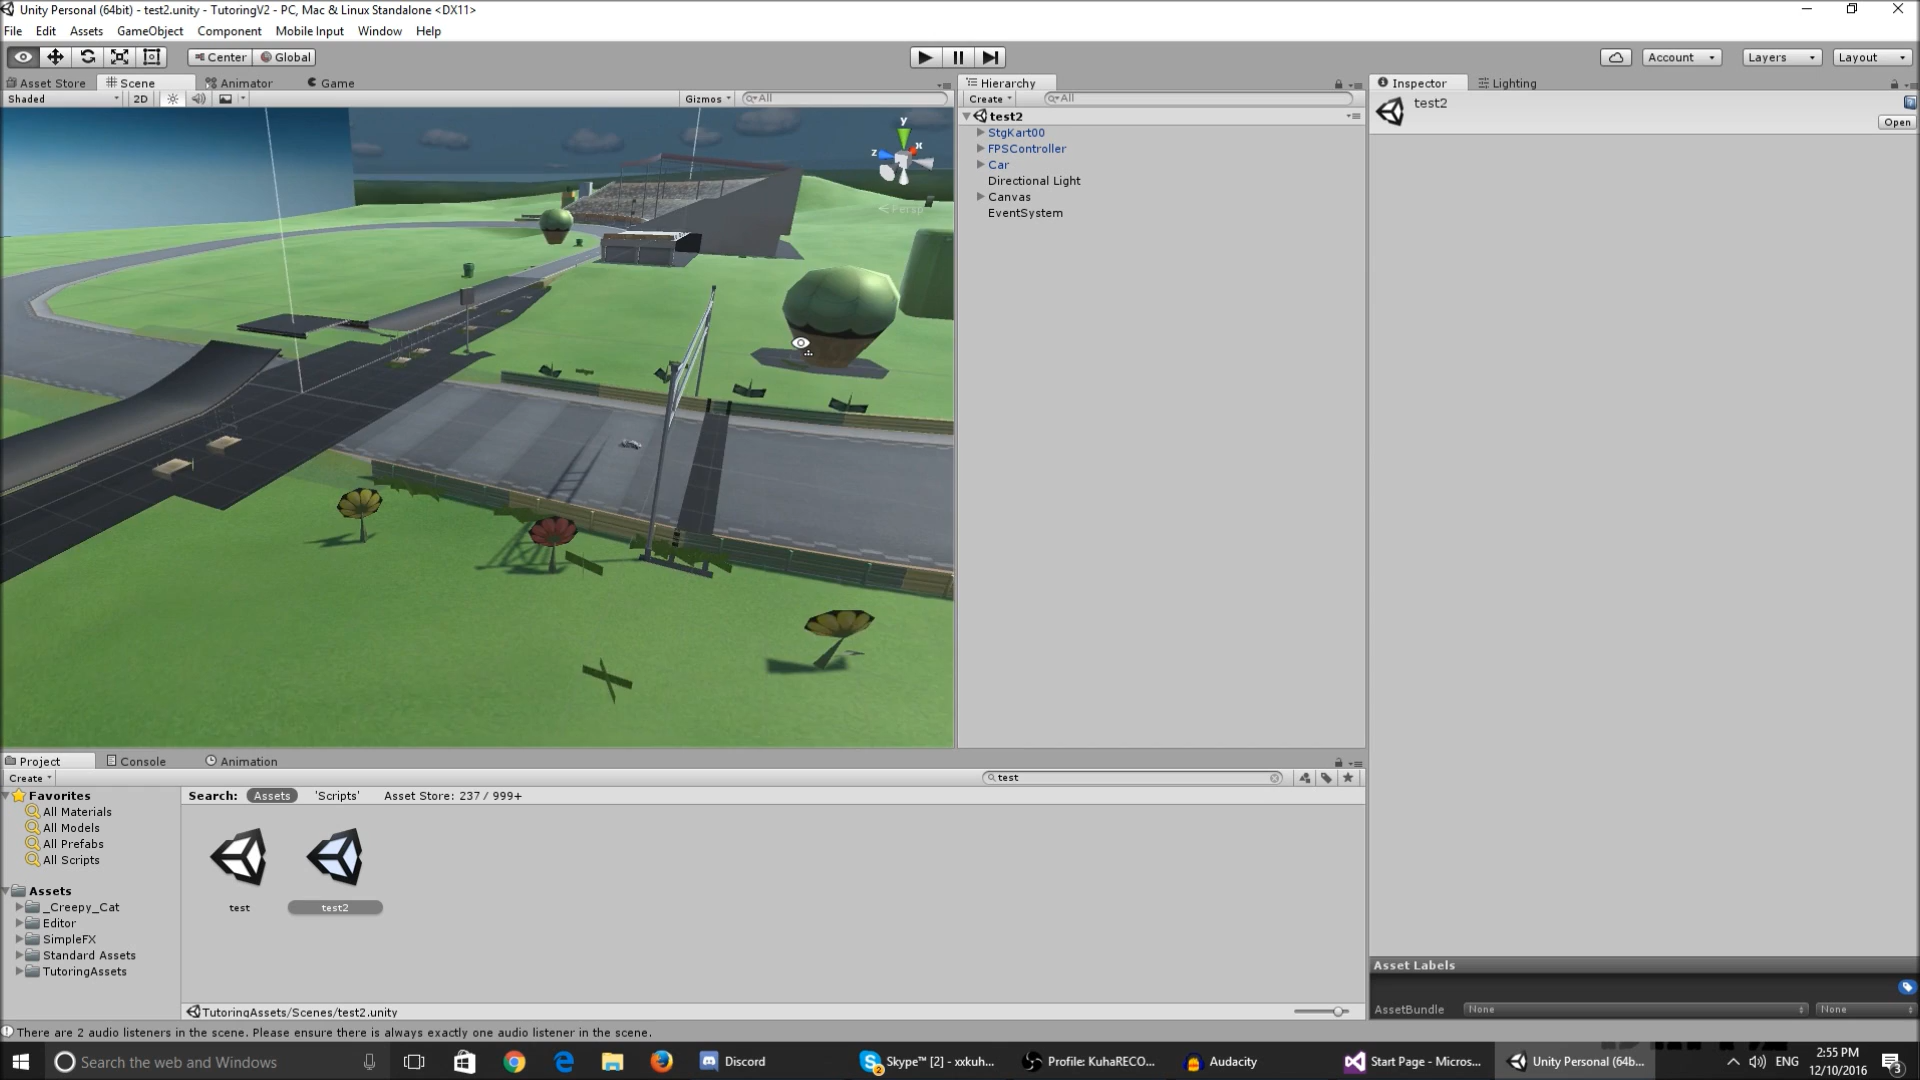 Unity Personal (64bit) - test2.unity - TutoringV2 - PC, Mac & Linux Standalone <DX11>
File Edit Assets GameObject Component Mobile Input Window Help
Center Global Account Layers Layout
Asset Store Scene Animator Game Hierarchy Inspector Lighting
Shaded 2D Gizmos All Create All
test2
Open
y
x
z
Persp
test2
StgKart00
FPSController
Car
Directional Light
Canvas
EventSystem
Project Console Animation
Create test
Favorites
All Materials
All Models
All Prefabs
All Scripts
Assets
_Creepy_Cat
Editor
SimpleFX
Standard Assets
TutoringAssets
Search: Assets 'Scripts' Asset Store: 237 / 999+
test test2
TutoringAssets/Scenes/test2.unity
Asset Labels
AssetBundle None None
There are 2 audio listeners in the scene. Please ensure there is always exactly one audio listener in the scene.
Search the web and Windows
Discord
2
Skype™ [2] - xxkuh...
Profile: KuhaRECO...
Audacity
Start Page - Micros...
Unity Personal (64b...
ENG
2:55 PM
12/10/2016
3